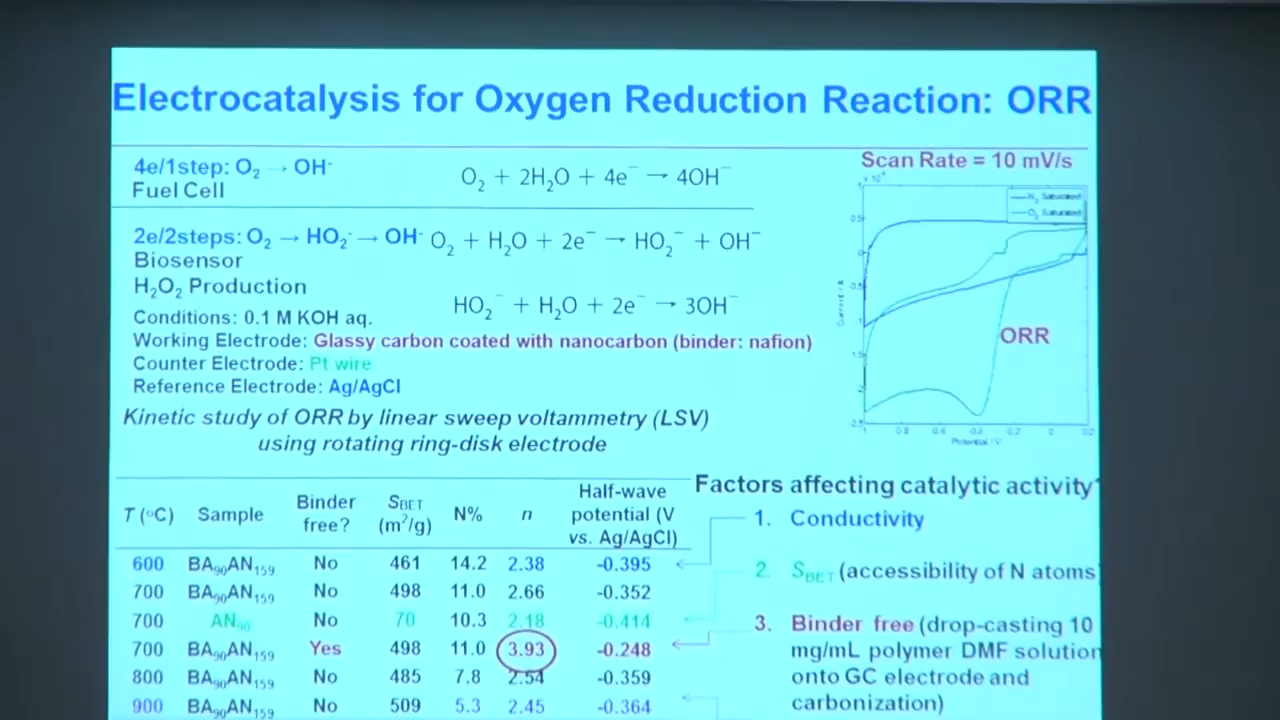 Electrocatalysis for Oxygen Reduction Reaction: ORR
4e/1step: O₂ → OH⁻
Fuel Cell
O₂ + 2H₂O + 4e⁻ → 4OH⁻
2e/2steps: O₂ → HO₂⁻ → OH⁻
O₂ + H₂O + 2e⁻ → HO₂⁻ + OH⁻
Biosensor
H₂O₂ Production
HO₂⁻ + H₂O + 2e⁻ → 3OH⁻
Conditions: 0.1 M KOH aq.
Working Electrode: Glassy carbon coated with nanocarbon (binder: nafion)
Counter Electrode: Pt wire
Reference Electrode: Ag/AgCl
Scan Rate = 10 mV/s
N₂ Saturated
O₂ Saturated
ORR
Potential / V
Kinetic study of ORR by linear sweep voltammetry (LSV)
using rotating ring-disk electrode
T (°C) Sample Binder free? S_BET (m²/g) N% n Half-wave potential (V vs. Ag/AgCl)
600 BA₉₀AN₁₅₉ No 461 14.2 2.38 -0.395
700 BA₉₀AN₁₅₉ No 498 11.0 2.66 -0.352
700 AN₉₀ No 70 10.3 2.18 -0.414
700 BA₉₀AN₁₅₉ Yes 498 11.0 3.93 -0.248
800 BA₉₀AN₁₅₉ No 485 7.8 2.54 -0.359
900 BA₉₀AN₁₅₉ No 509 5.3 2.45 -0.364
Factors affecting catalytic activity
1. Conductivity
2. S_BET (accessibility of N atoms)
3. Binder free (drop-casting 10
mg/mL polymer DMF solution
onto GC electrode and
carbonization)